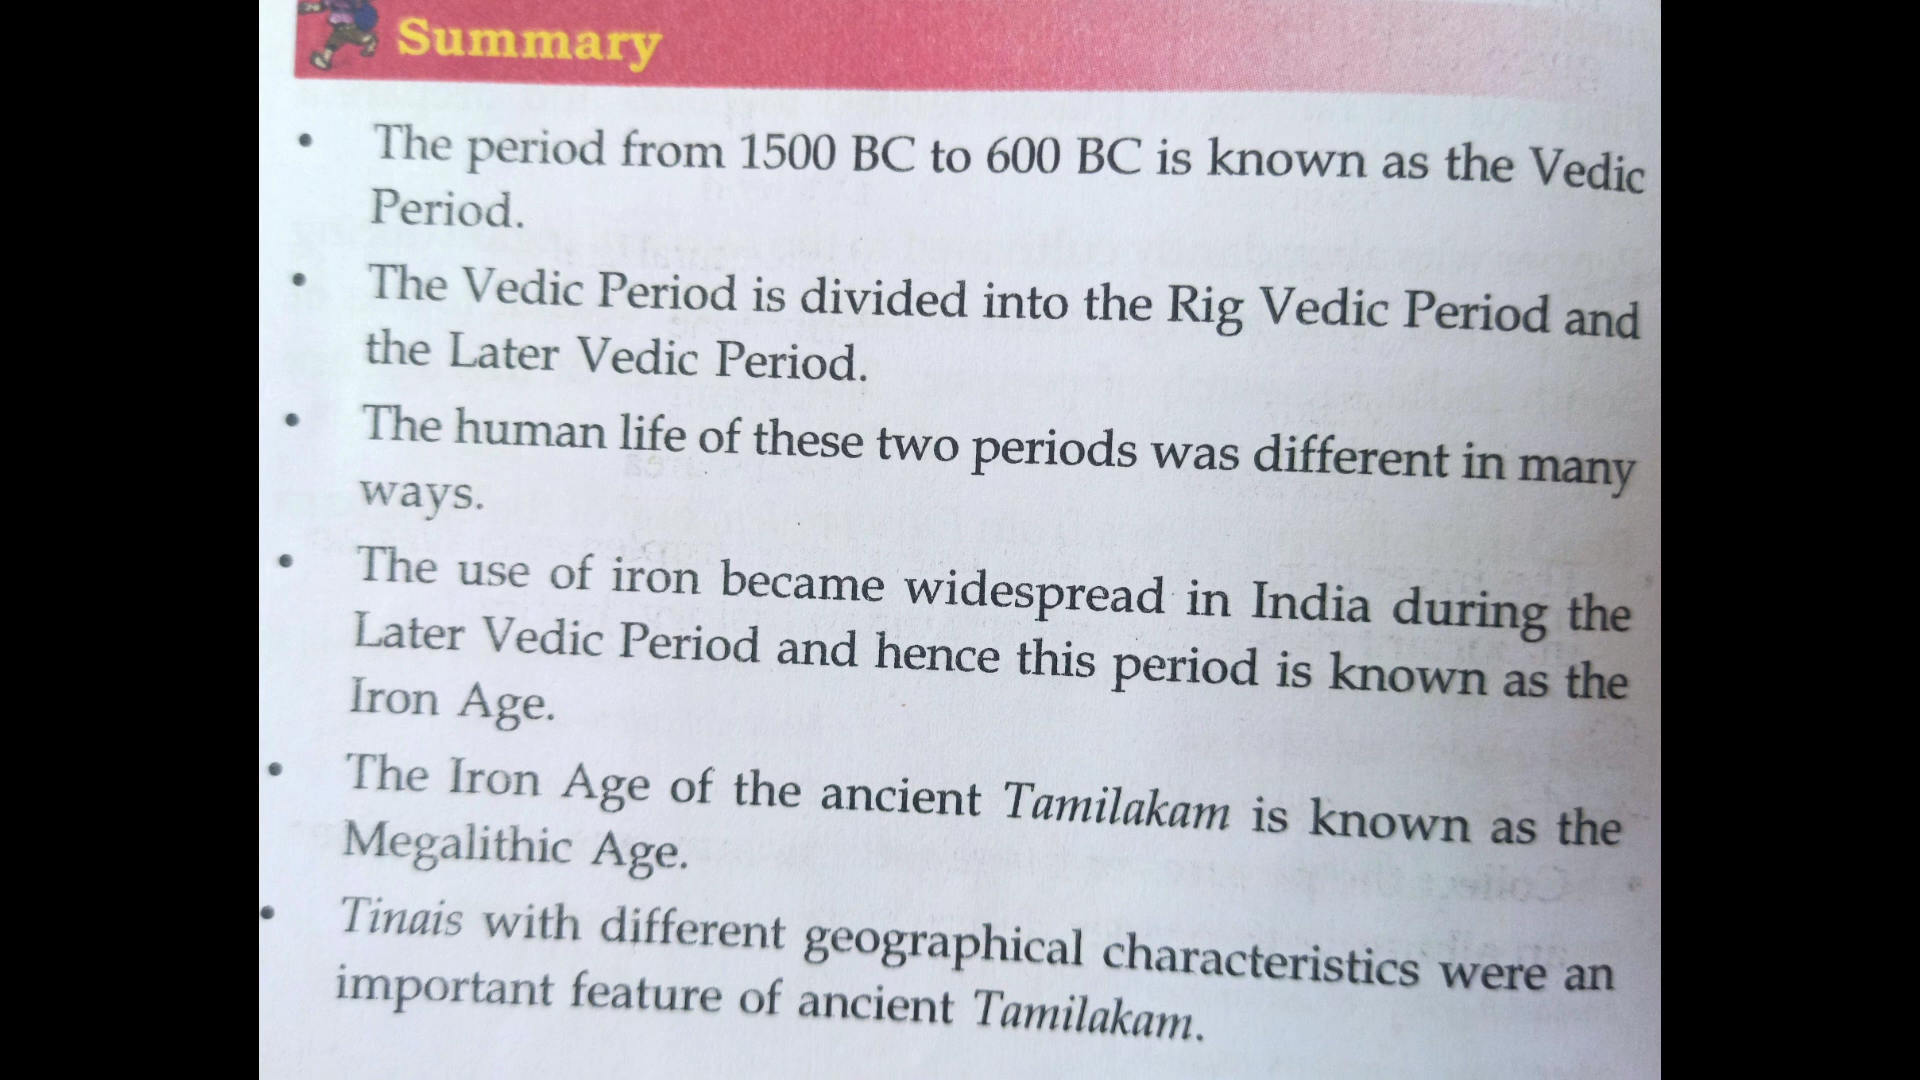 Summary
• The period from 1500 BC to 600 BC is known as the Vedic
Period.
• The Vedic Period is divided into the Rig Vedic Period and
the Later Vedic Period.
• The human life of these two periods was different in many
ways.
• The use of iron became widespread in India during the
Later Vedic Period and hence this period is known as the
Iron Age.
• The Iron Age of the ancient Tamilakam is known as the
Megalithic Age.
• Tinais with different geographical characteristics were an
important feature of ancient Tamilakam.